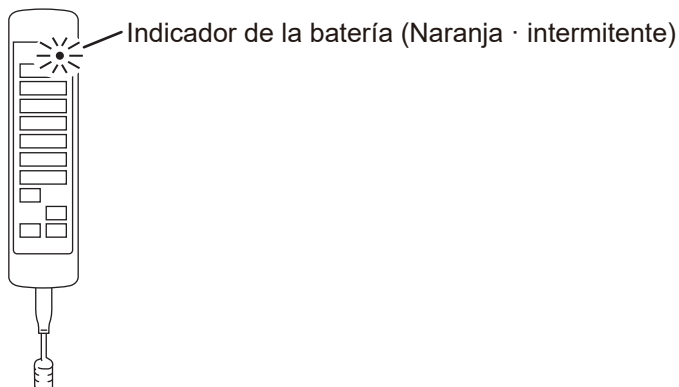 Indicador de la batería (Naranja · intermitente)